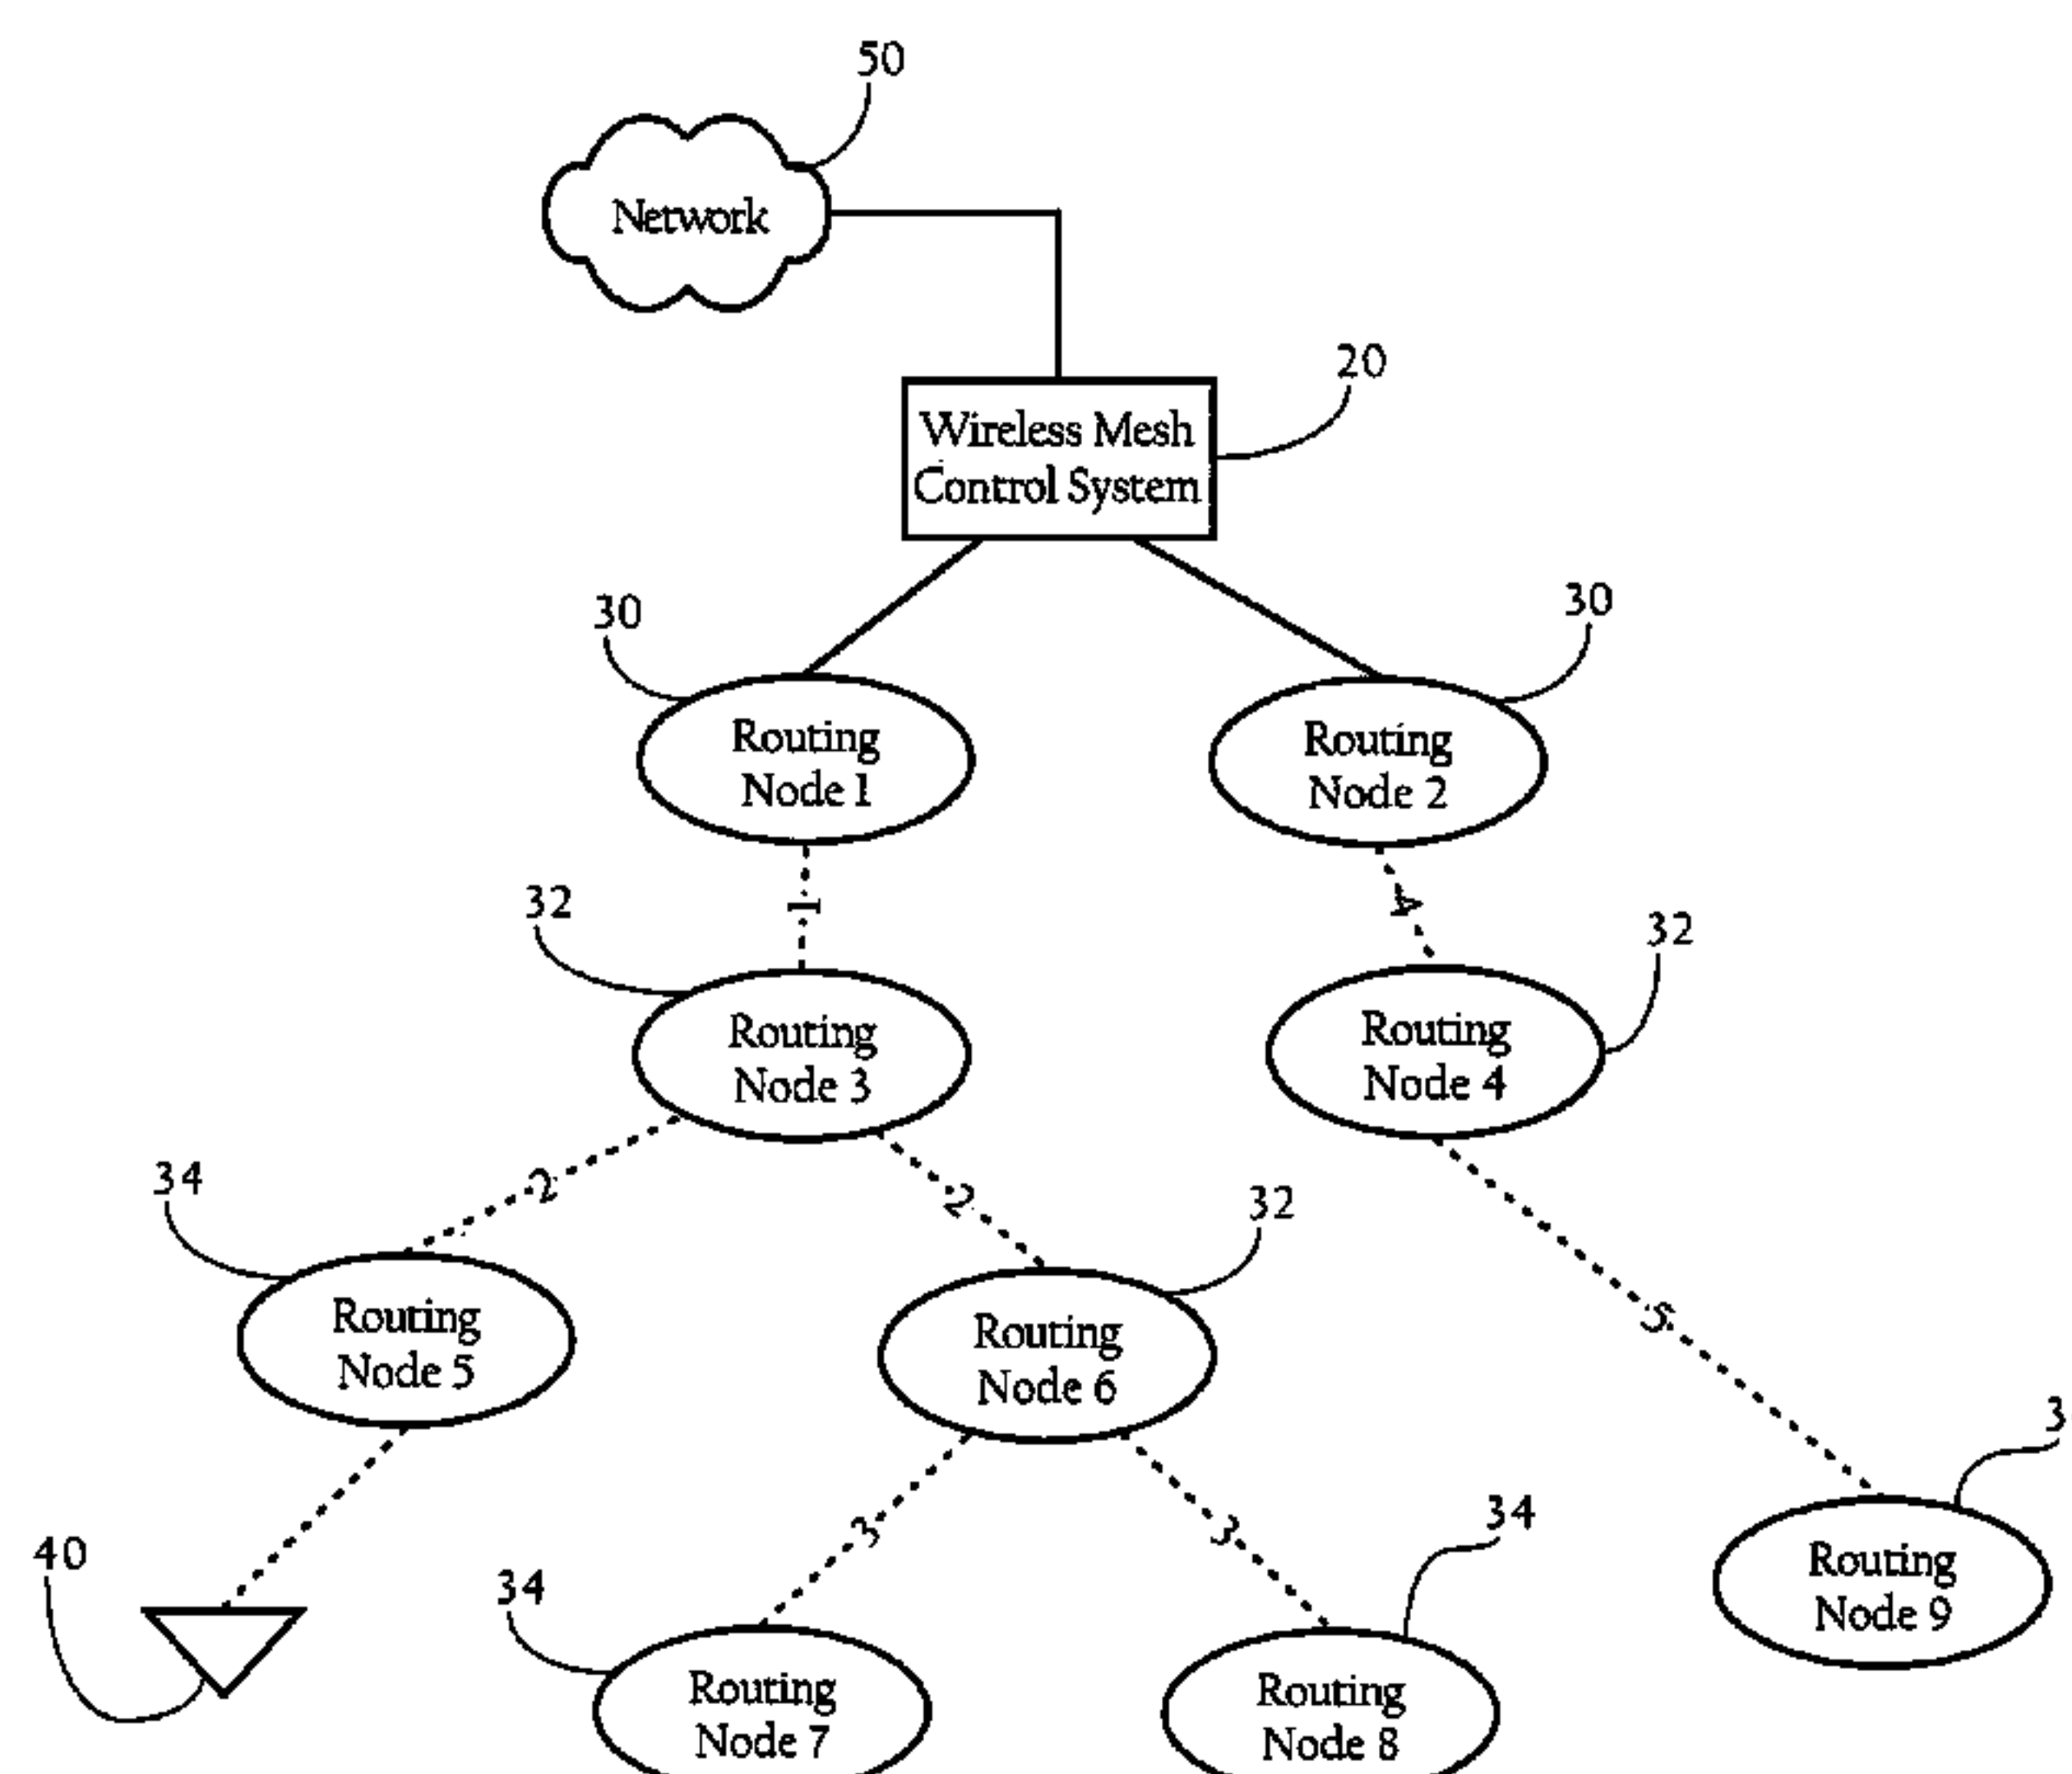 50
Network
20
Wireless Mesh
Control System
30
30
Routing
Node 1
Routing
Node 2
1
4
32
32
Routing
Node 3
Routing
Node 4
2
2
34
32
5
Routing
Node 5
Routing
Node 6
3
3
3
34
40
34
Routing
Node 9
Routing
Node 7
Routing
Node 8